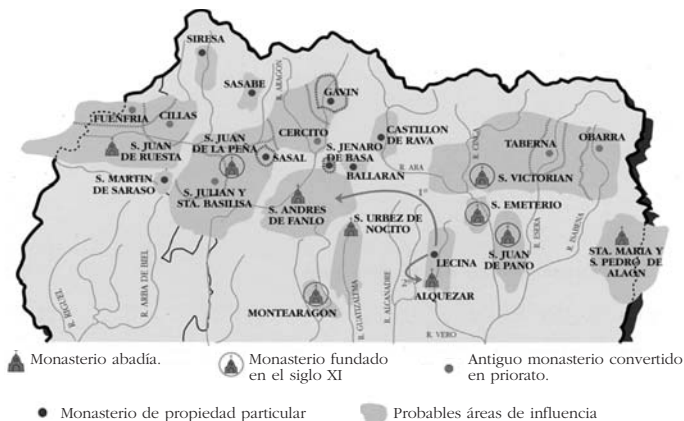 SIRESA
SASABE
R. ARAGON
GAVIN
FUENFRIA
CILLAS
S. JUAN
DE RUESTA
S. JUAN
DE LA PEÑA
CERCITO
CASTILLON
DE RAVA
R. CINCA
TABERNA
OBARRA
SASAL
S. JENARO
DE BASA
R. ARA
BALLARAN
S. VICTORIAN
S. MARTIN
DE SARASO
S. JULIAN Y
STA. BASILISA
S. ANDRES
DE FANLO
1º
S. EMETERIO
S. URBEZ DE
NOCITO
R. ESERA
R. ISABENA
S. JUAN
DE PANO
STA. MARIA Y
S. PEDRO DE
ALAON
LECINA
2º
ALQUEZAR
R. RIGUEL
R. ARBA DE BIEL
MONTEARAGON
R. GUATIZALEMA
R. ALCANADRE
R. VERO
Monasterio abadía.
Monasterio fundado
en el siglo XI
Antiguo monasterio convertido
en priorato.
Monasterio de propiedad particular
Probables áreas de influencia